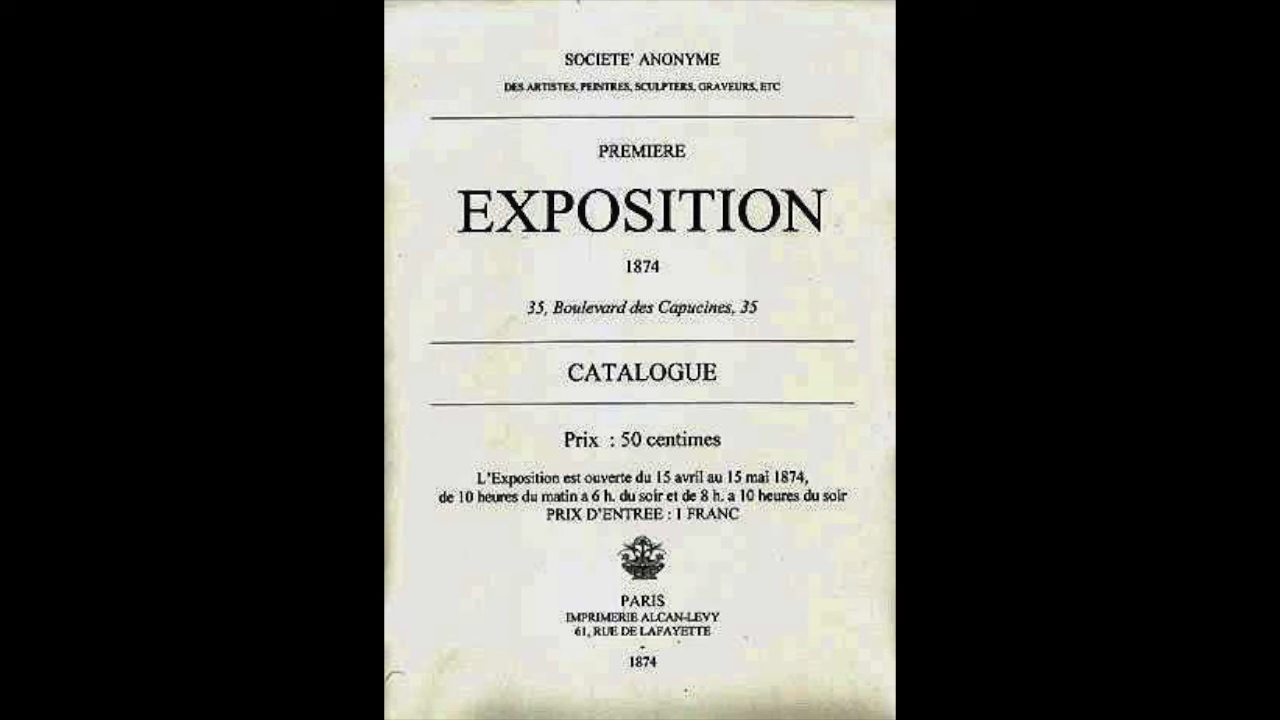 SOCIETE' ANONYME
DES ARTISTES, PEINTRES, SCULPTERS, GRAVEURS, ETC
PREMIERE
EXPOSITION
1874
35, Boulevard des Capucines, 35
CATALOGUE
Prix : 50 centimes
L'Exposition est ouverte du 15 avril au 15 mai 1874,
de 10 heures du matin a 6 h. du soir et de 8 h. a 10 heures du soir
PRIX D'ENTREE : 1 FRANC
PARIS
IMPRIMERIE ALCAN-LEVY
61, RUE DE LAFAYETTE
-
1874